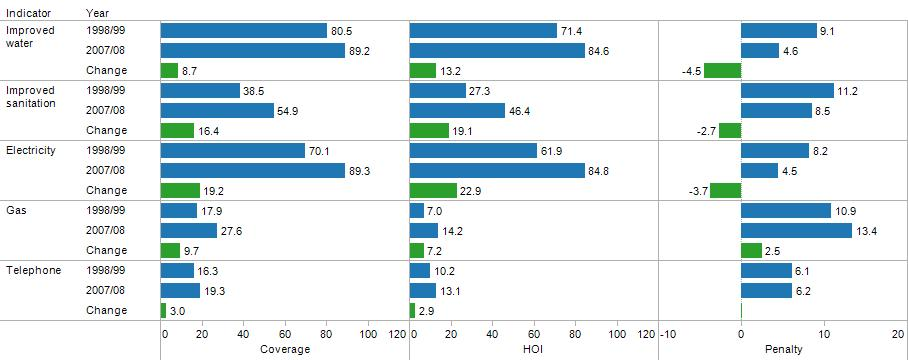 Indicator Year
Improved water 1998/99 80.5 71.4 9.1
2007/08 89.2 84.6 4.6
Change 8.7 13.2 -4.5
Improved sanitation 1998/99 38.5 27.3 11.2
2007/08 54.9 46.4 8.5
Change 16.4 19.1 -2.7
Electricity 1998/99 70.1 61.9 8.2
2007/08 89.3 84.8 4.5
Change 19.2 22.9 -3.7
Gas 1998/99 17.9 7.0 10.9
2007/08 27.6 14.2 13.4
Change 9.7 7.2 2.5
Telephone 1998/99 16.3 10.2 6.1
2007/08 19.3 13.1 6.2
Change 3.0 2.9
0 20 40 60 80 100 120 0 20 40 60 80 100 120 -10 0 10 20
Coverage HOI Penalty